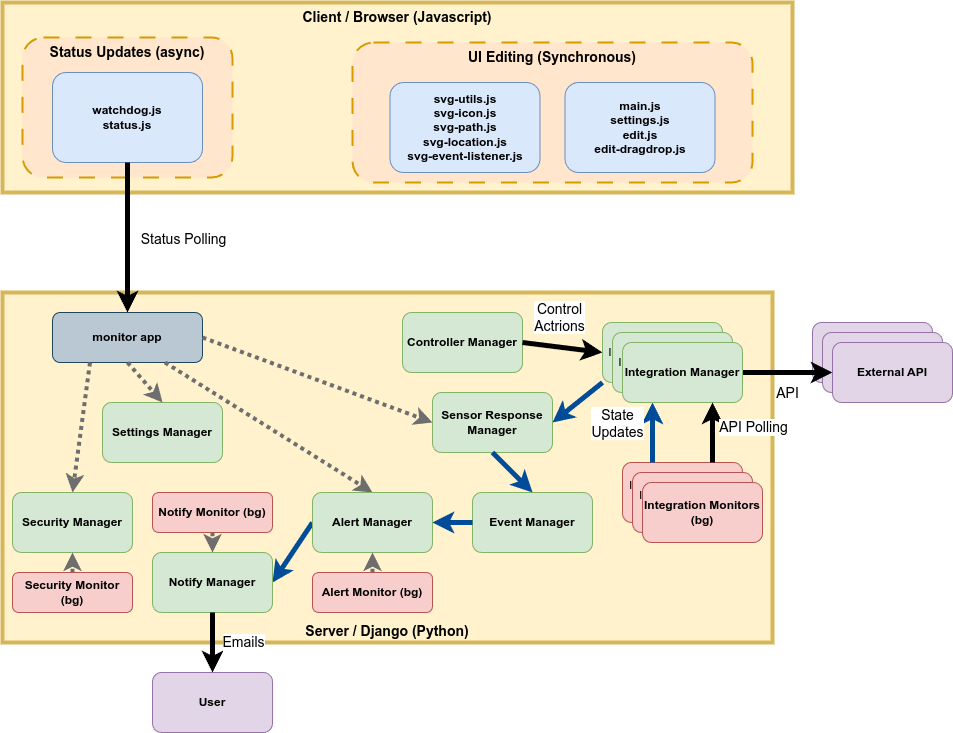 Client / Browser (Javascript)
Status Updates (async)
watchdog.js
status.js
UI Editing (Synchronous)
svg-utils.js
svg-icon.js
svg-path.js
svg-location.js
svg-event-listener.js
main.js
settings.js
edit.js
edit-dragdrop.js
Status Polling
monitor app
Controller Manager
Control
Actrions
Integration Manager
External API
API
Settings Manager
Sensor Response
Manager
State
Updates
API Polling
Security Manager
Notify Monitor (bg)
Alert Manager
Event Manager
Integration Monitors
(bg)
Security Monitor
(bg)
Notify Manager
Alert Monitor (bg)
Server / Django (Python)
Emails
User